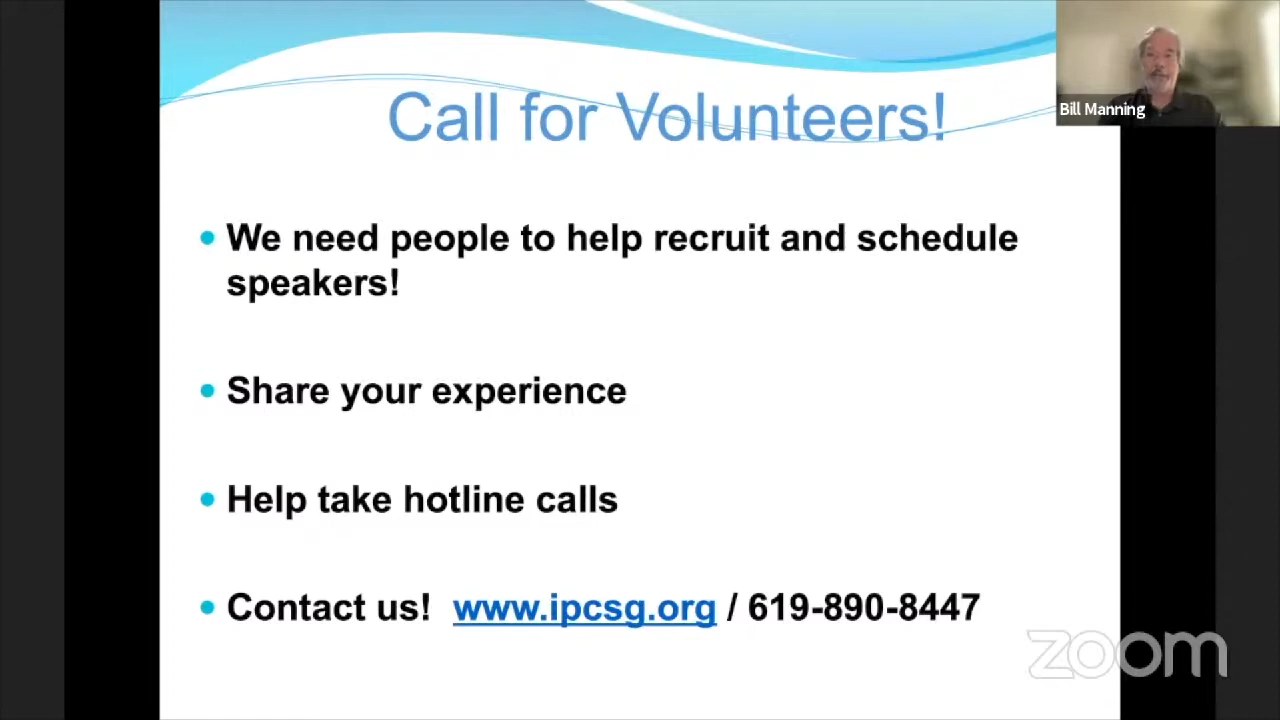 Call for Volunteers!
Bill Manning
• We need people to help recruit and schedule
speakers!
• Share your experience
• Help take hotline calls
• Contact us! www.ipcsg.org / 619-890-8447
zoom